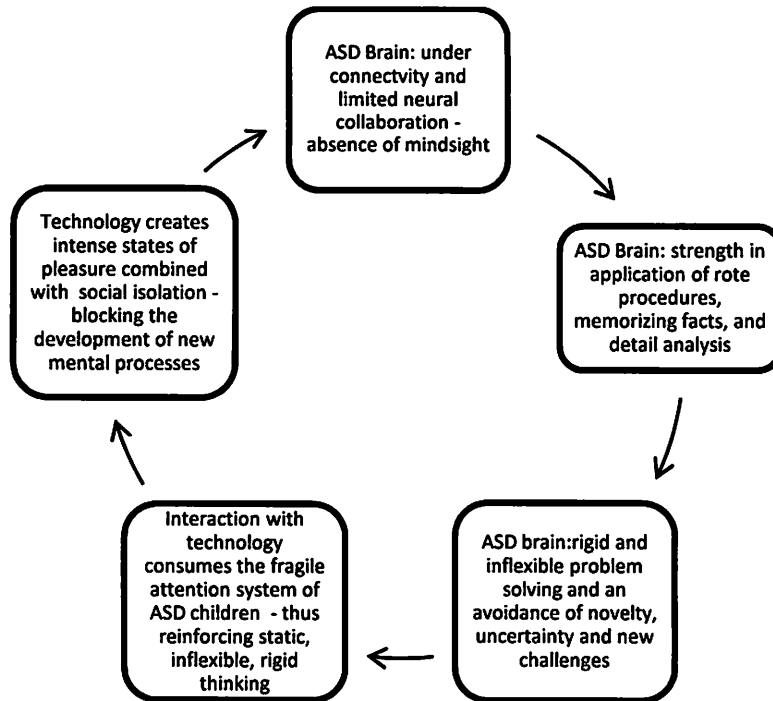 ASD Brain: under
connectvity and
limited neural
collaboration -
absence of mindsight
ASD Brain: strength in
application of rote
procedures,
memorizing facts, and
detail analysis
ASD brain:rigid and
inflexible problem
solving and an
avoidance of novelty,
uncertainty and new
challenges
Interaction with
technology
consumes the fragile
attention system of
ASD children - thus
reinforcing static,
inflexible, rigid
thinking
Technology creates
intense states of
pleasure combined
with social isolation -
blocking the
development of new
mental processes